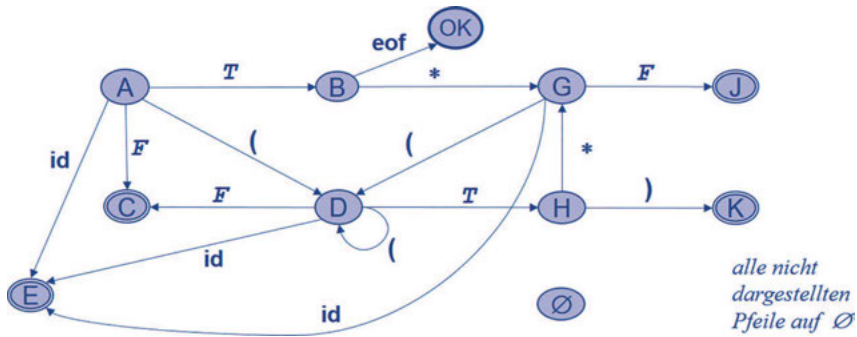 OK
eof
A T B * G F J
id F ( ( *
C F D T H ) K
id (
E id Ø
alle nicht
dargestellten
Pfeile auf Ø